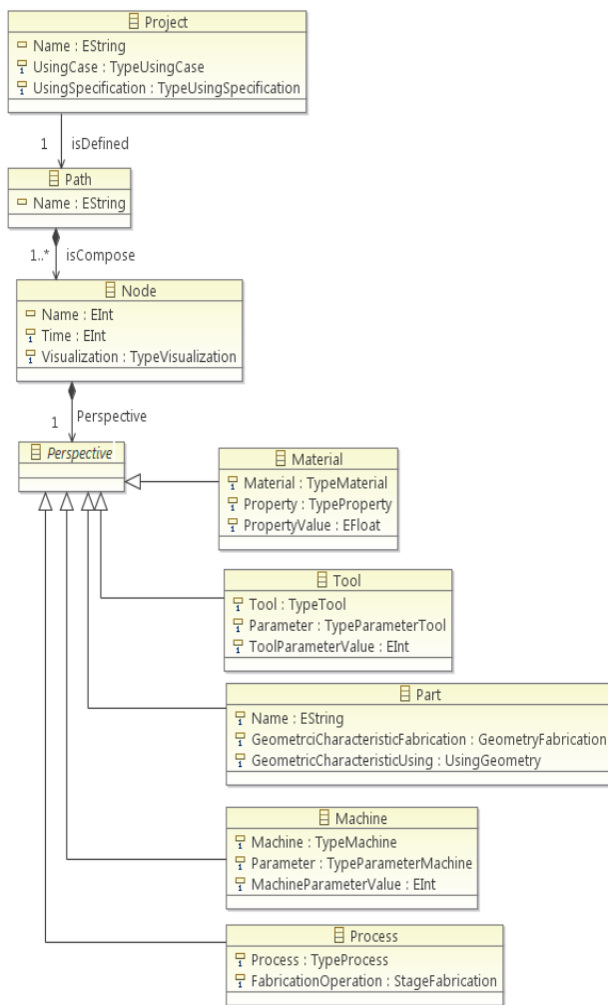 Project
Name : EString
UsingCase : TypeUsingCase
UsingSpecification : TypeUsingSpecification
1 isDefined
Path
Name : EString
1..* isCompose
Node
Name : EInt
Time : EInt
Visualization : TypeVisualization
1 Perspective
Perspective
Material
Material : TypeMaterial
Property : TypeProperty
PropertyValue : EFloat
Tool
Tool : TypeTool
Parameter : TypeParameterTool
ToolParameterValue : EInt
Part
Name : EString
GeometrciCharacteristicFabrication : GeometryFabrication
GeometricCharacteristicUsing : UsingGeometry
Machine
Machine : TypeMachine
Parameter : TypeParameterMachine
MachineParameterValue : EInt
Process
Process : TypeProcess
FabricationOperation : StageFabrication